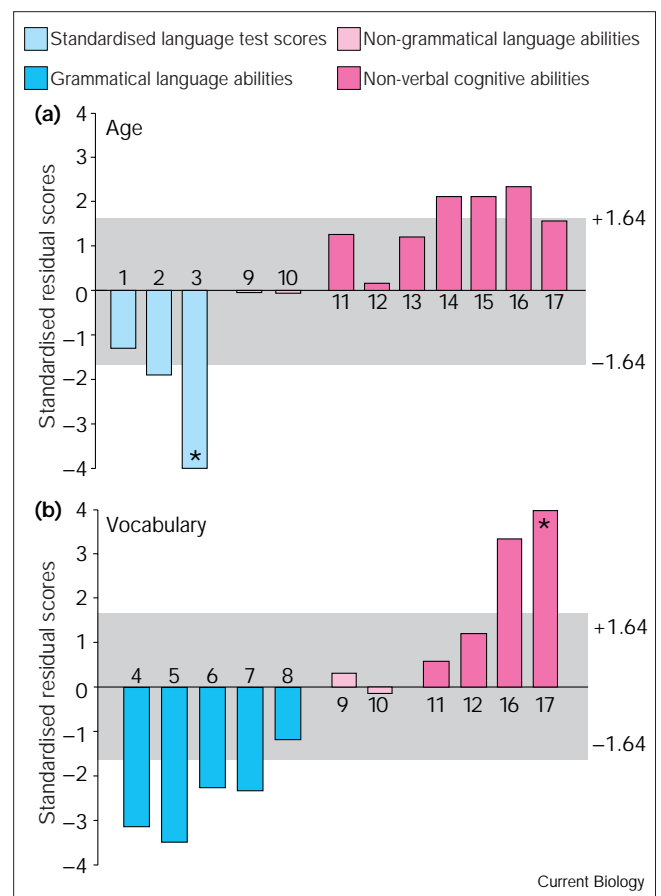 Standardised language test scores Non-grammatical language abilities
Grammatical language abilities Non-verbal cognitive abilities
(a) Age
Standardised residual scores
4
3
2
1
0
–1
–2
–3
–4
1 2 3 9 10
11 12 13 14 15 16 17
*
+1.64
–1.64
(b) Vocabulary
Standardised residual scores
4
3
2
1
0
–1
–2
–3
–4
4 5 6 7 8
9 10 11 12 16 17
*
+1.64
–1.64
Current Biology